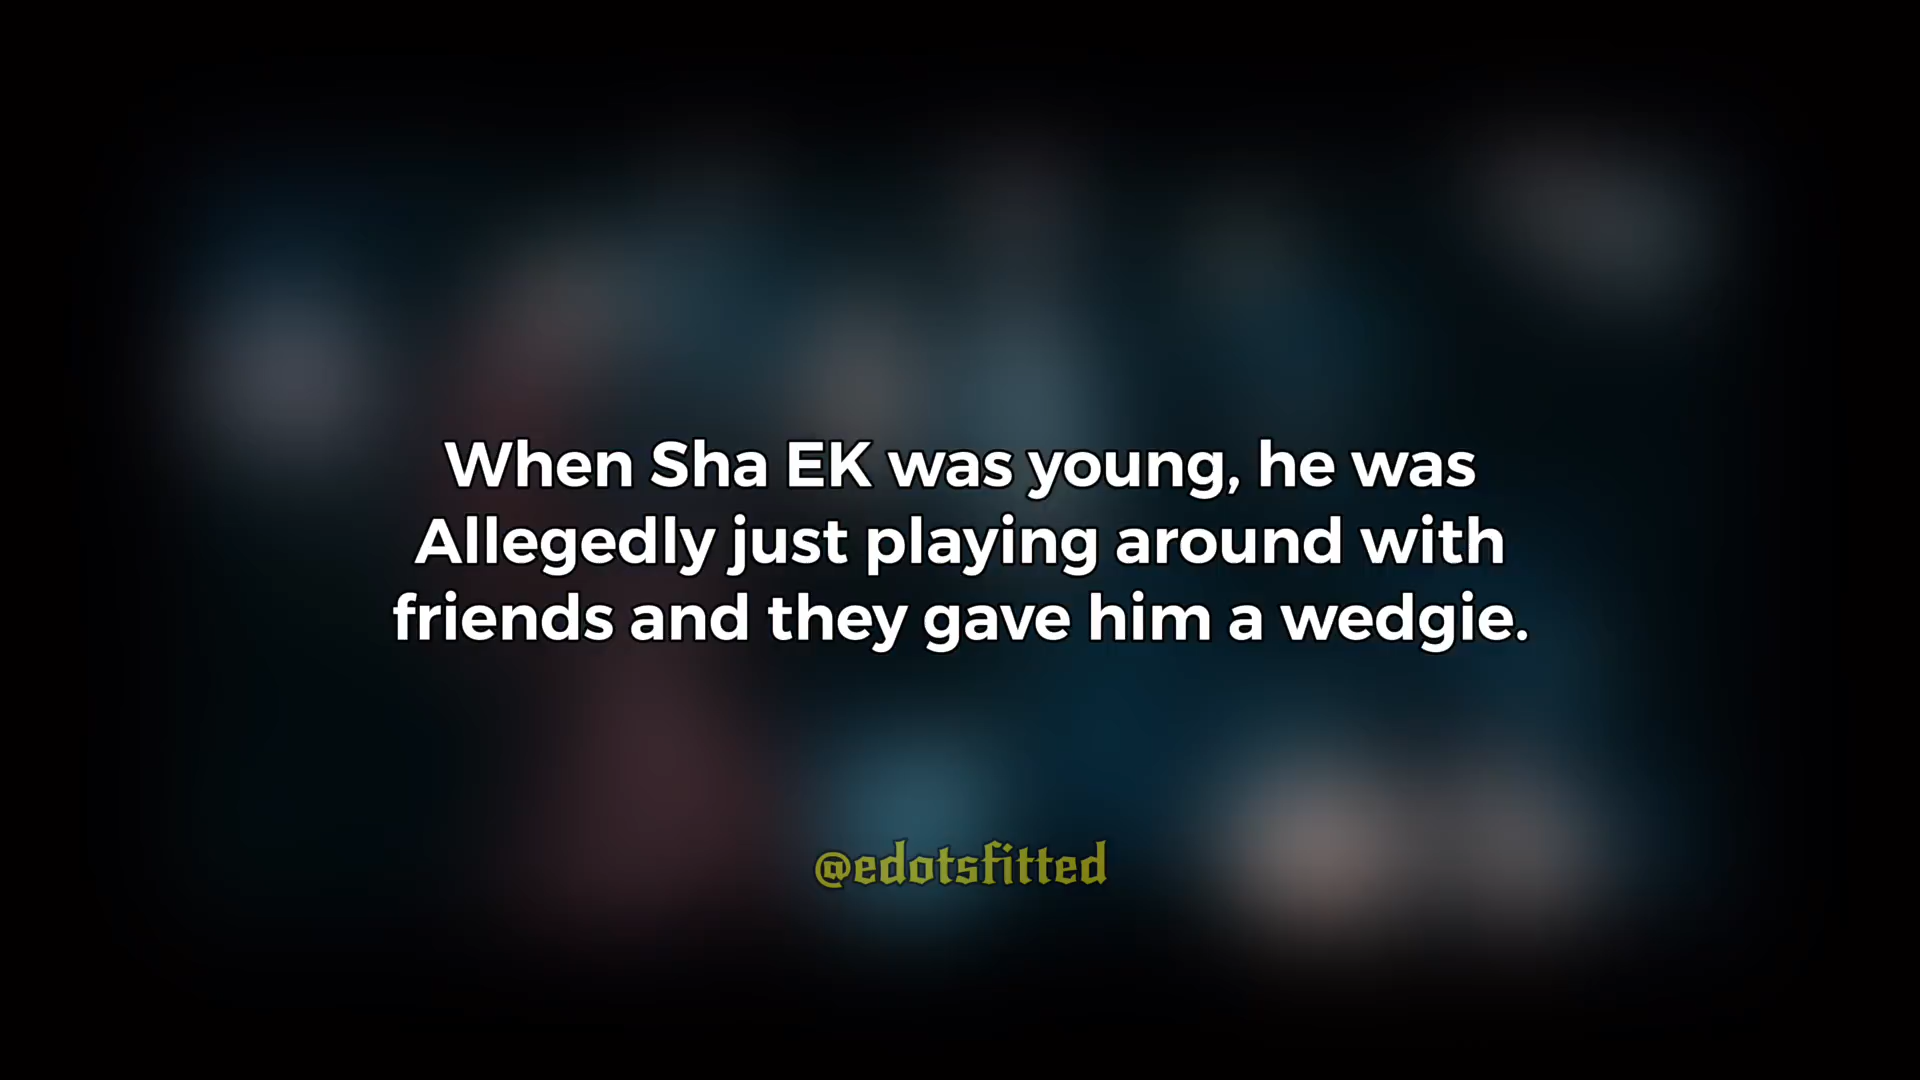 When Sha EK was young, he was
Allegedly just playing around with
friends and they gave him a wedgie.
@edotsfitted